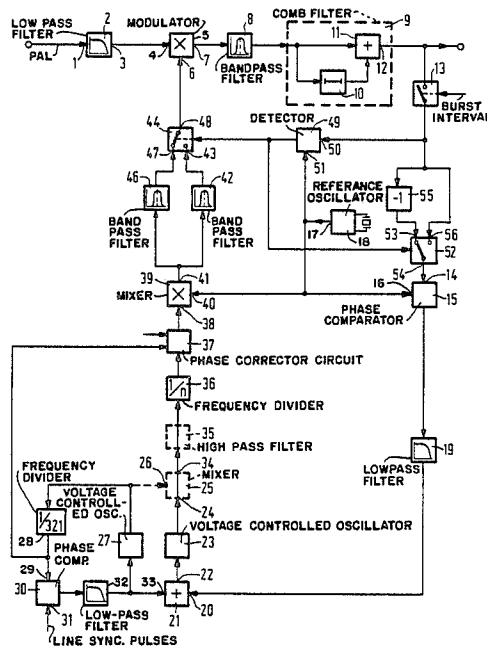 LOW PASS
FILTER
2
PAL
1
3
MODULATOR
4
5
6
7
8
BANDPASS
FILTER
COMB FILTER
9
11
12
10
13
BURST
INTERVAL
44
48
47
43
DETECTOR
49
50
51
46
42
BAND
PASS
FILTER
BAND
PASS
FILTER
REFERANCE
OSCILLATOR
17
18
-1
55
53
56
52
54
14
16
15
PHASE
COMPARATOR
39
41
MIXER
40
38
37
PHASE CORRECTOR CIRCUIT
1/n
36
FREQUENCY DIVIDER
35
HIGH PASS FILTER
34
26
MIXER
25
24
19
LOWPASS
FILTER
FREQUENCY
DIVIDER
VOLTAGE
CONTROLL-
ED OSC.
1/321
28
27
23
VOLTAGE CONTROLLED OSCILLATOR
PHASE
COMP.
29
30
31
32
LOW-PASS
FILTER
33
22
21
20
LINE SYNC. PULSES